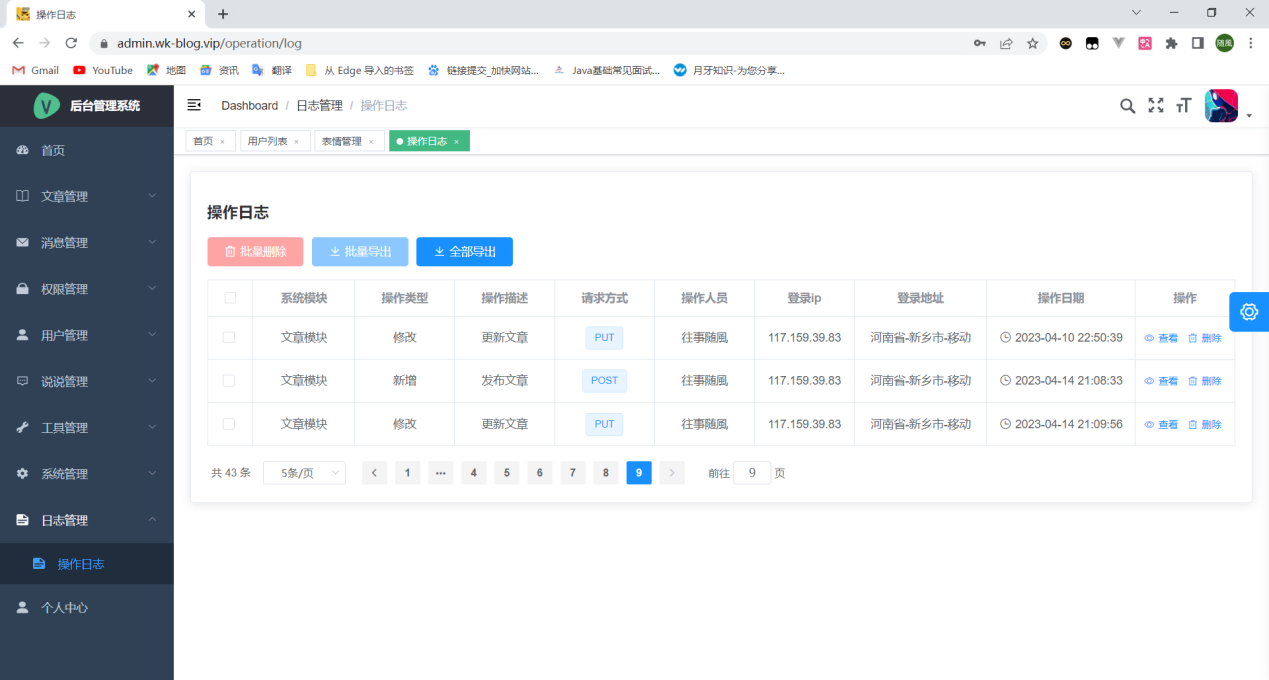 操作日志
admin.wk-blog.vip/operation/log
随風
Gmail YouTube 地图 资讯 翻译 从 Edge 导入的书签 链接提交_加快网站... Java基础常见面试... 月牙知识-为您分享...
后台管理系统
Dashboard / 日志管理 / 操作日志
首页 × 用户列表 × 表情管理 × 操作日志 ×
首页
文章管理
消息管理
权限管理
用户管理
说说管理
工具管理
系统管理
日志管理
操作日志
个人中心
操作日志
批量删除 批量导出 全部导出
系统模块 操作类型 操作描述 请求方式 操作人员 登录ip 登录地址 操作日期 操作
文章模块 修改 更新文章 PUT 往事随風 117.159.39.83 河南省-新乡市-移动 2023-04-10 22:50:39 查看 删除
文章模块 新增 发布文章 POST 往事随風 117.159.39.83 河南省-新乡市-移动 2023-04-14 21:08:33 查看 删除
文章模块 修改 更新文章 PUT 往事随風 117.159.39.83 河南省-新乡市-移动 2023-04-14 21:09:56 查看 删除
共 43 条 5条/页 1 ... 4 5 6 7 8 9 前往 9 页